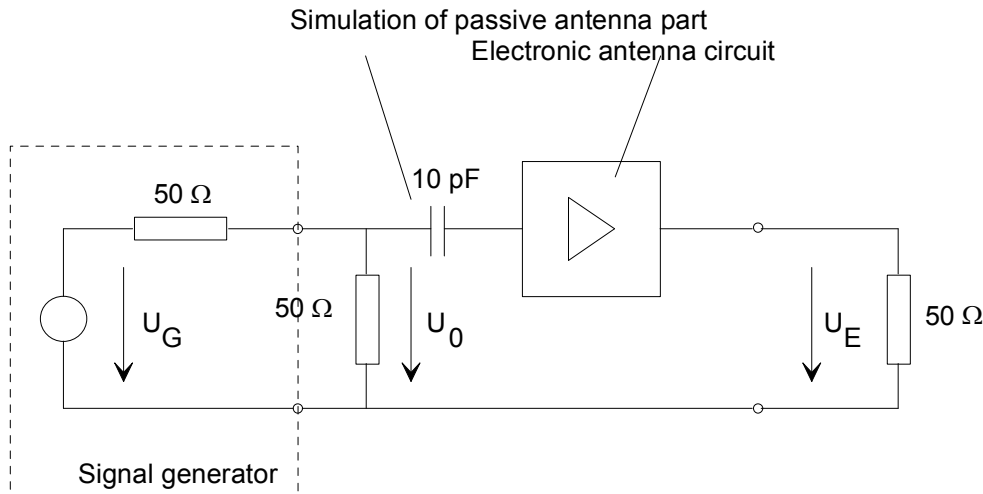 Simulation of passive antenna part
Electronic antenna circuit
10 pF
50 Ω
50 Ω
U_G
U_0
U_E
50 Ω
Signal generator